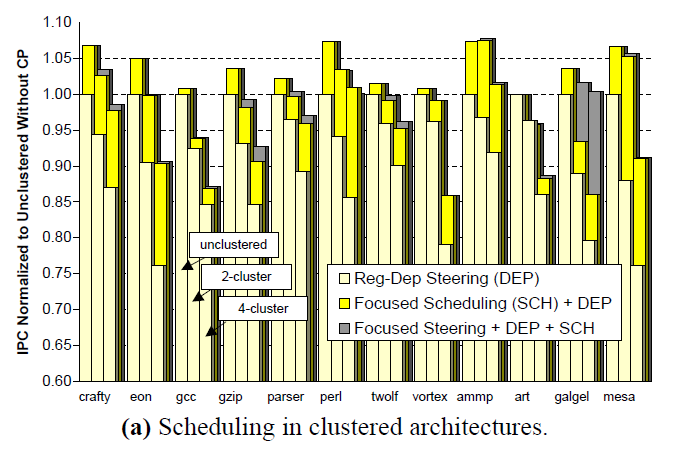 IPC Normalized to Unclustered Without CP
1.10
1.05
1.00
0.95
0.90
0.85
0.80
0.75
0.70
0.65
0.60
unclustered
2-cluster
4-cluster
Reg-Dep Steering (DEP)
Focused Scheduling (SCH) + DEP
Focused Steering + DEP + SCH
crafty eon gcc gzip parser perl twolf vortex ammp art galgel mesa
(a) Scheduling in clustered architectures.